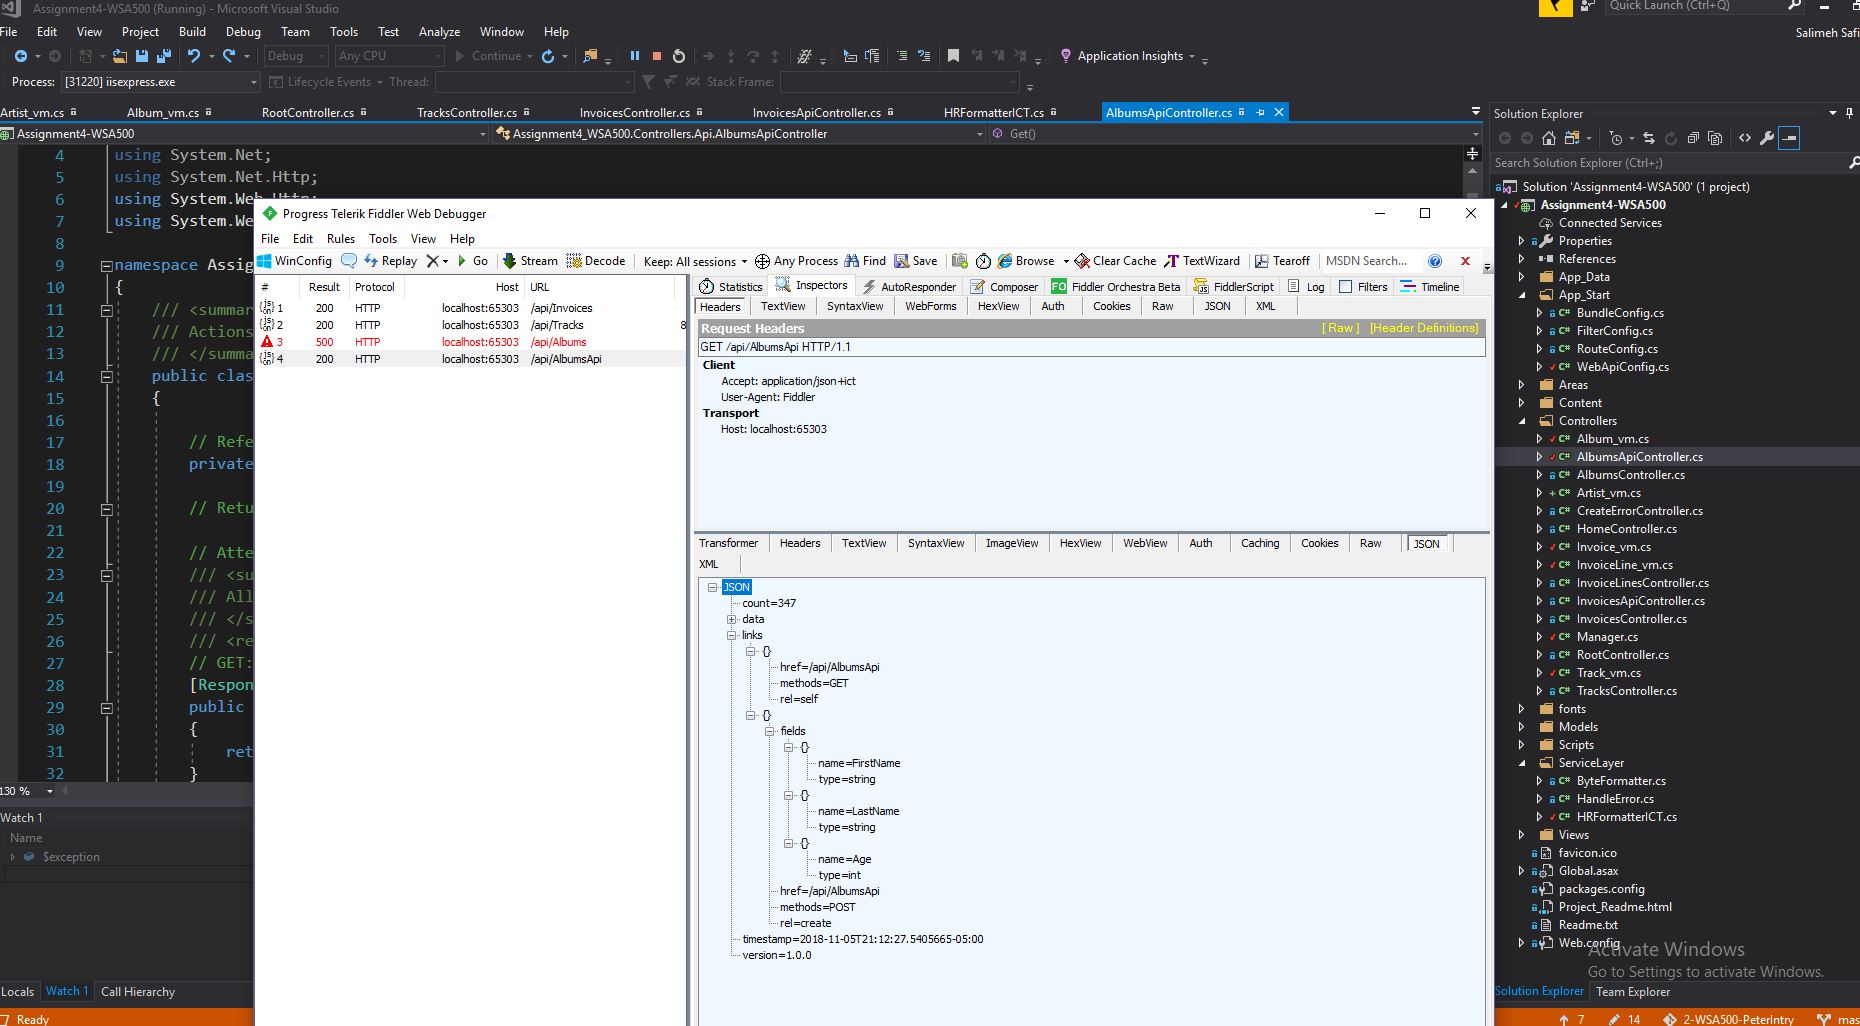 Assignment4-WSA500 (Running) - Microsoft Visual Studio
Quick Launch (Ctrl+Q)
File Edit View Project Build Debug Team Tools Test Analyze Window Help
Salimeh Safi
Debug Any CPU Continue Application Insights
Process: [31220] iisexpress.exe Lifecycle Events Thread: Stack Frame:
Artist_vm.cs Album_vm.cs RootController.cs TracksController.cs InvoicesController.cs InvoicesApiController.cs HRFormatterICT.cs AlbumsApiController.cs
Assignment4-WSA500 Assignment4_WSA500.Controllers.Api.AlbumsApiController Get()
4 using System.Net;
5 using System.Net.Http;
6 using System.Web.Http;
7 using System.We
8
9 namespace Assig
10 {
11 /// <summar
12 /// Actions
13 /// </summa
14 public clas
15 {
16
17 // Refe
18 private
19
20 // Retu
21
22 // Atte
23 /// <su
24 /// All
25 /// </s
26 /// <re
27 // GET:
28 [Respon
29 public
30 {
31 ret
32 }
130 %
Watch 1
Name
$exception
Locals Watch 1 Call Hierarchy
Ready
Progress Telerik Fiddler Web Debugger
File Edit Rules Tools View Help
WinConfig Replay Go Stream Decode Keep: All sessions Any Process Find Save Browse Clear Cache TextWizard Tearoff MSDN Search...
# Result Protocol Host URL
1 200 HTTP localhost:65303 /api/Invoices
2 200 HTTP localhost:65303 /api/Tracks 8
3 500 HTTP localhost:65303 /api/Albums
4 200 HTTP localhost:65303 /api/AlbumsApi
Statistics Inspectors AutoResponder Composer FO Fiddler Orchestra Beta FiddlerScript Log Filters Timeline
Headers TextView SyntaxView WebForms HexView Auth Cookies Raw JSON XML
Request Headers [ Raw ] [Header Definitions]
GET /api/AlbumsApi HTTP/1.1
Client
Accept: application/json+ict
User-Agent: Fiddler
Transport
Host: localhost:65303
Transformer Headers TextView SyntaxView ImageView HexView WebView Auth Caching Cookies Raw JSON
XML
JSON
count=347
data
links
{}
href=/api/AlbumsApi
methods=GET
rel=self
{}
fields
{}
name=FirstName
type=string
{}
name=LastName
type=string
{}
name=Age
type=int
href=/api/AlbumsApi
methods=POST
rel=create
timestamp=2018-11-05T21:12:27.5405665-05:00
version=1.0.0
Solution Explorer
Search Solution Explorer (Ctrl+;)
Solution 'Assignment4-WSA500' (1 project)
Assignment4-WSA500
Connected Services
Properties
References
App_Data
App_Start
C# BundleConfig.cs
C# FilterConfig.cs
C# RouteConfig.cs
C# WebApiConfig.cs
Areas
Content
Controllers
C# Album_vm.cs
C# AlbumsApiController.cs
C# AlbumsController.cs
C# Artist_vm.cs
C# CreateErrorController.cs
C# HomeController.cs
C# Invoice_vm.cs
C# InvoiceLine_vm.cs
C# InvoiceLinesController.cs
C# InvoicesApiController.cs
C# InvoicesController.cs
C# Manager.cs
C# RootController.cs
C# Track_vm.cs
C# TracksController.cs
fonts
Models
Scripts
ServiceLayer
C# ByteFormatter.cs
C# HandleError.cs
C# HRFormatterICT.cs
Views
favicon.ico
Global.asax
packages.config
Project_Readme.html
Readme.txt
Web.config
Activate Windows
Go to Settings to activate Windows.
Solution Explorer Team Explorer
7 14 2-WSA500-PeterIntry mas